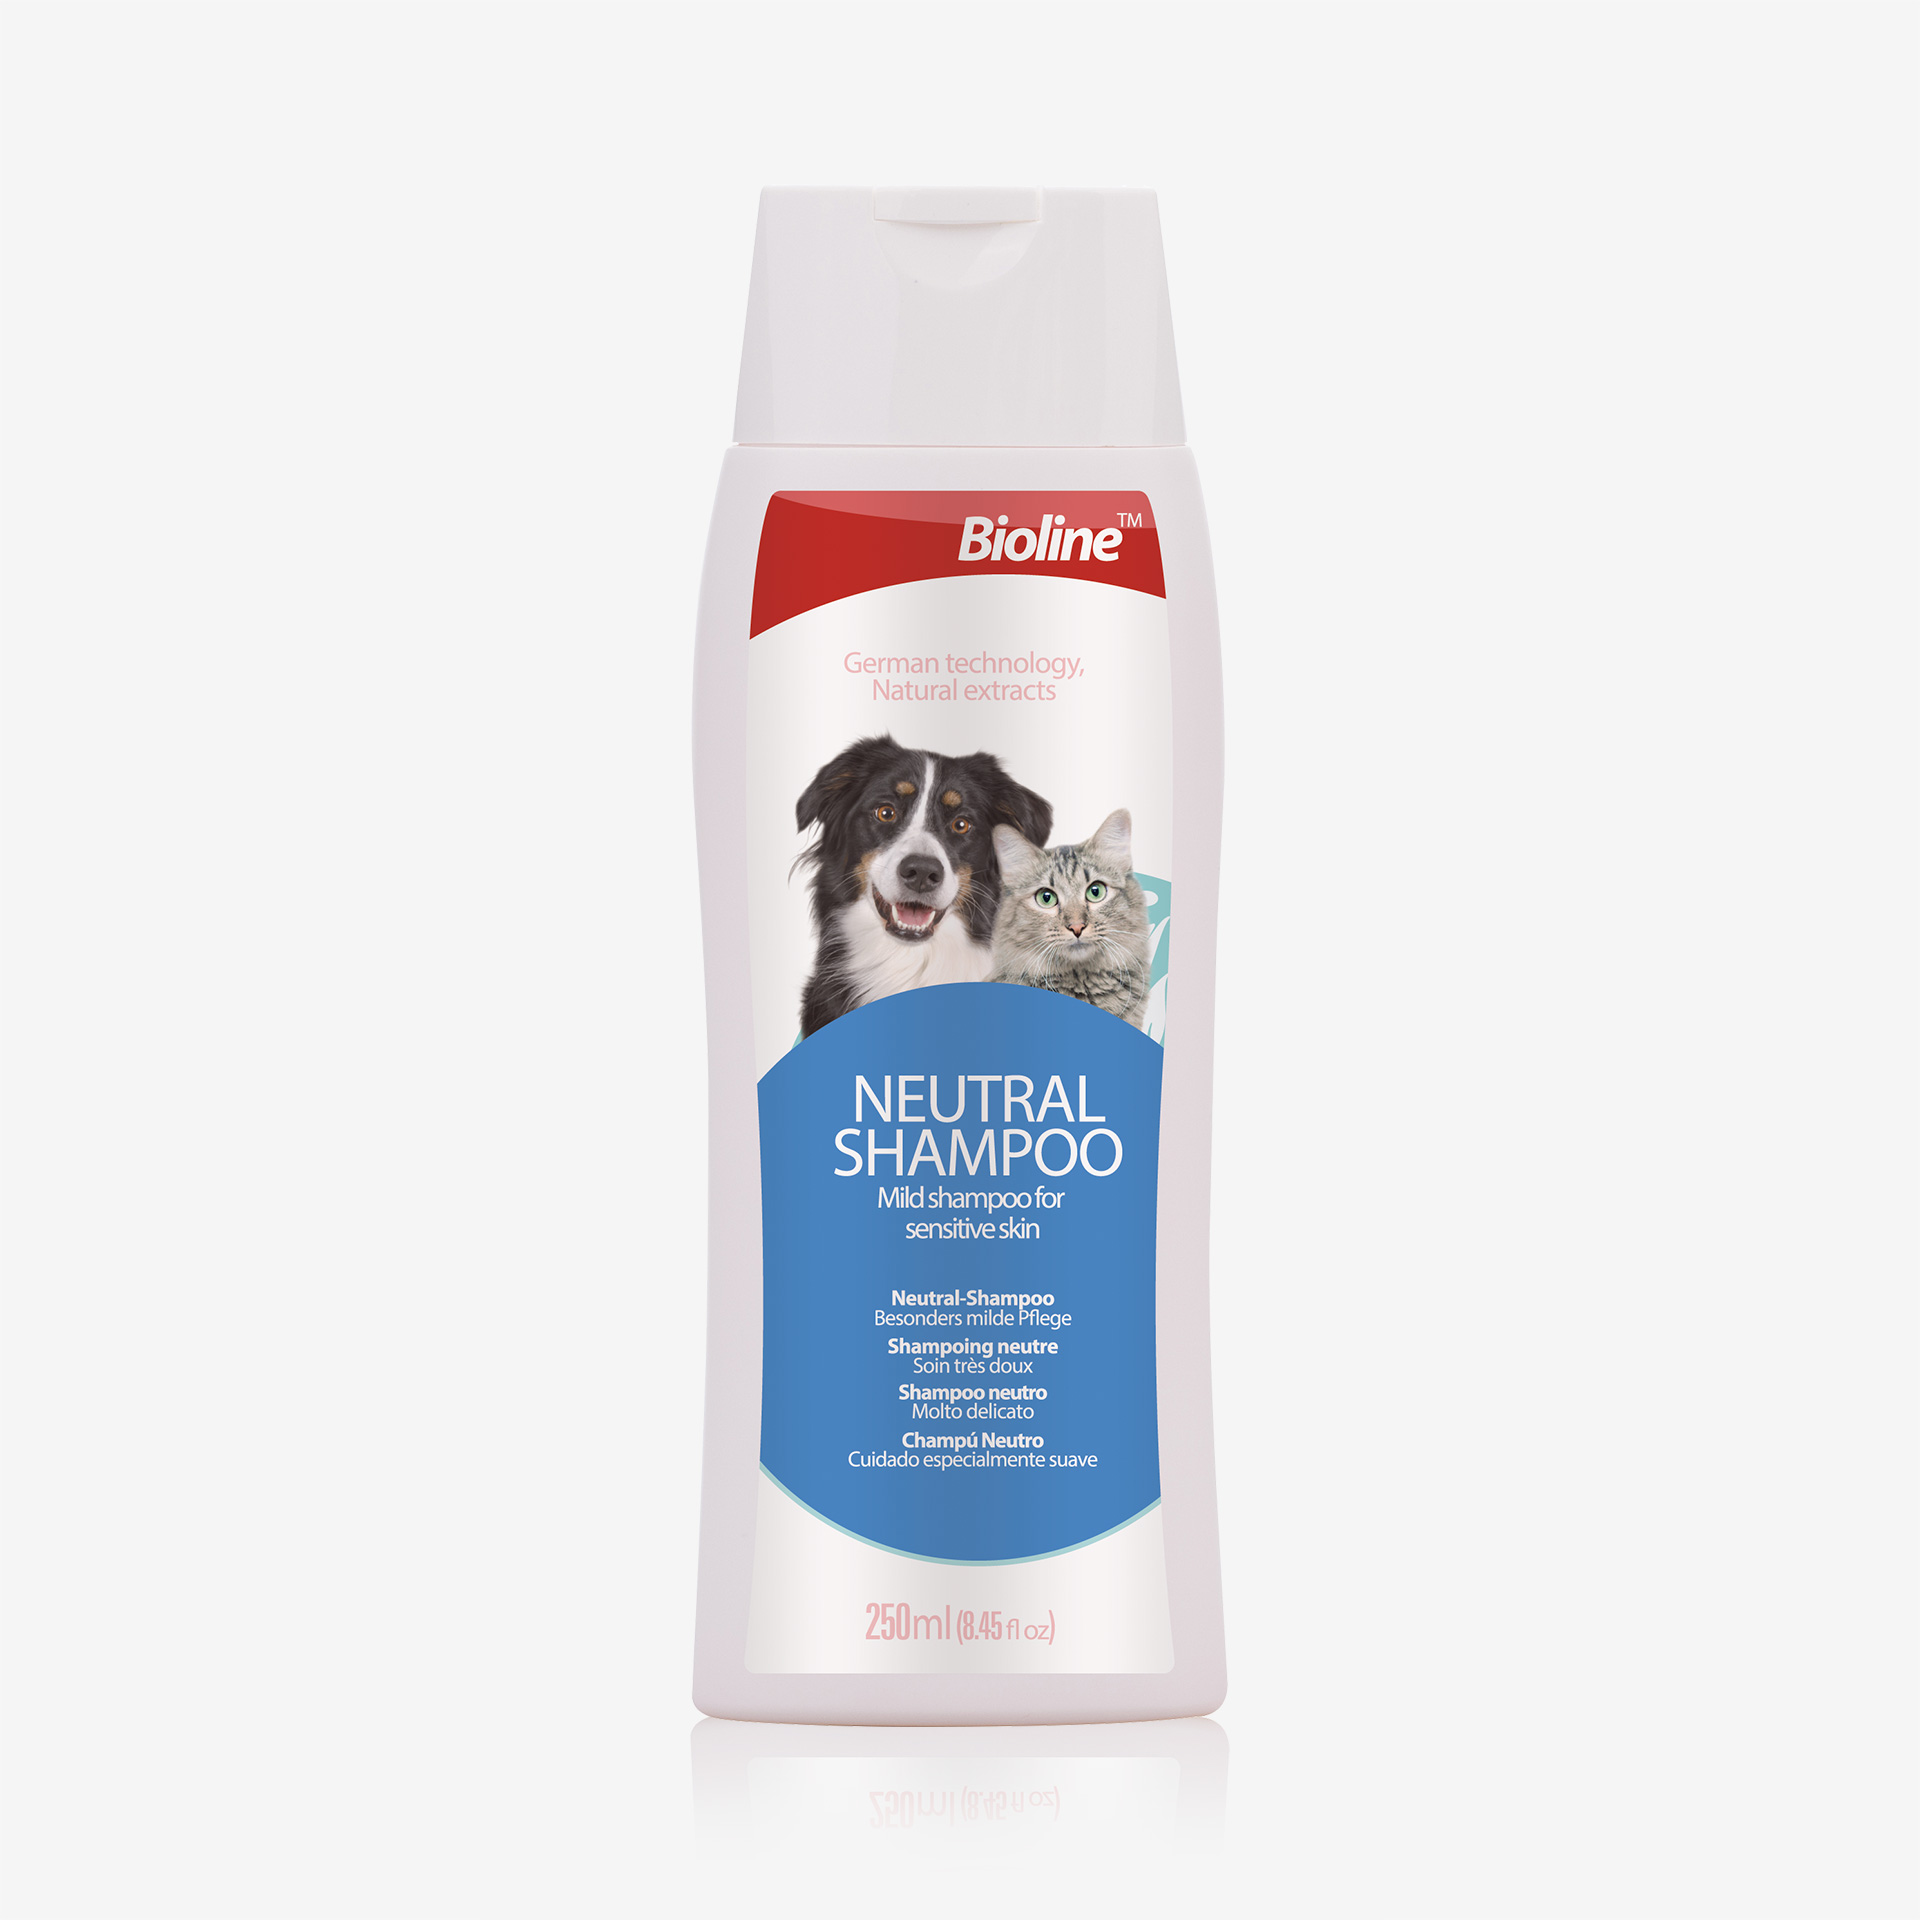 Bioline™
German technology,
Natural extracts
NEUTRAL
SHAMPOO
Mild shampoo for
sensitive skin
Neutral-Shampoo
Besonders milde Pflege
Shampoing neutre
Soin très doux
Shampoo neutro
Molto delicato
Champú Neutro
Cuidado especialmente suave
250ml (8.45 fl oz)